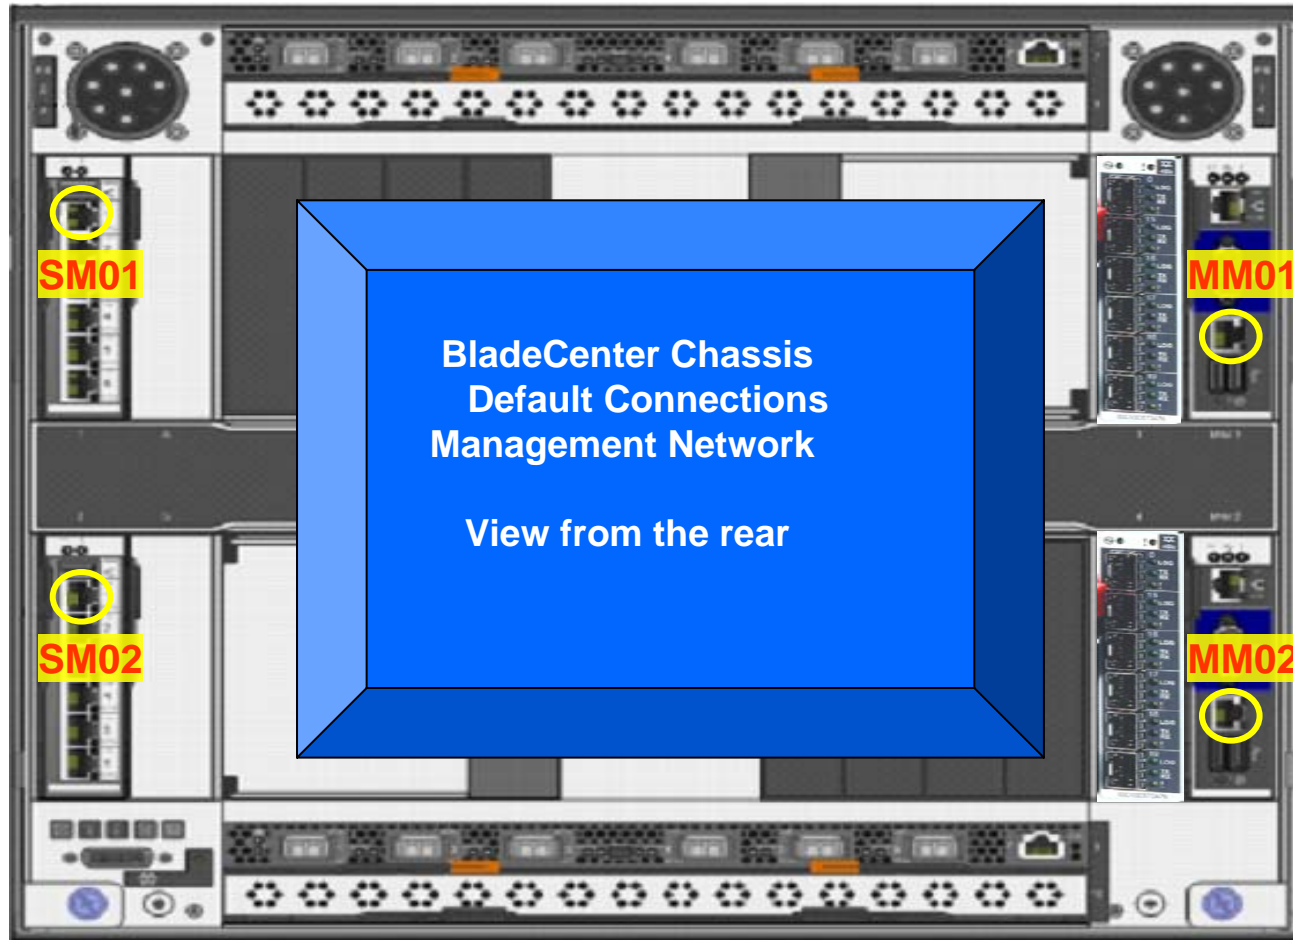 SM01
MM01
BladeCenter Chassis
Default Connections
Management Network
View from the rear
SM02
MM02